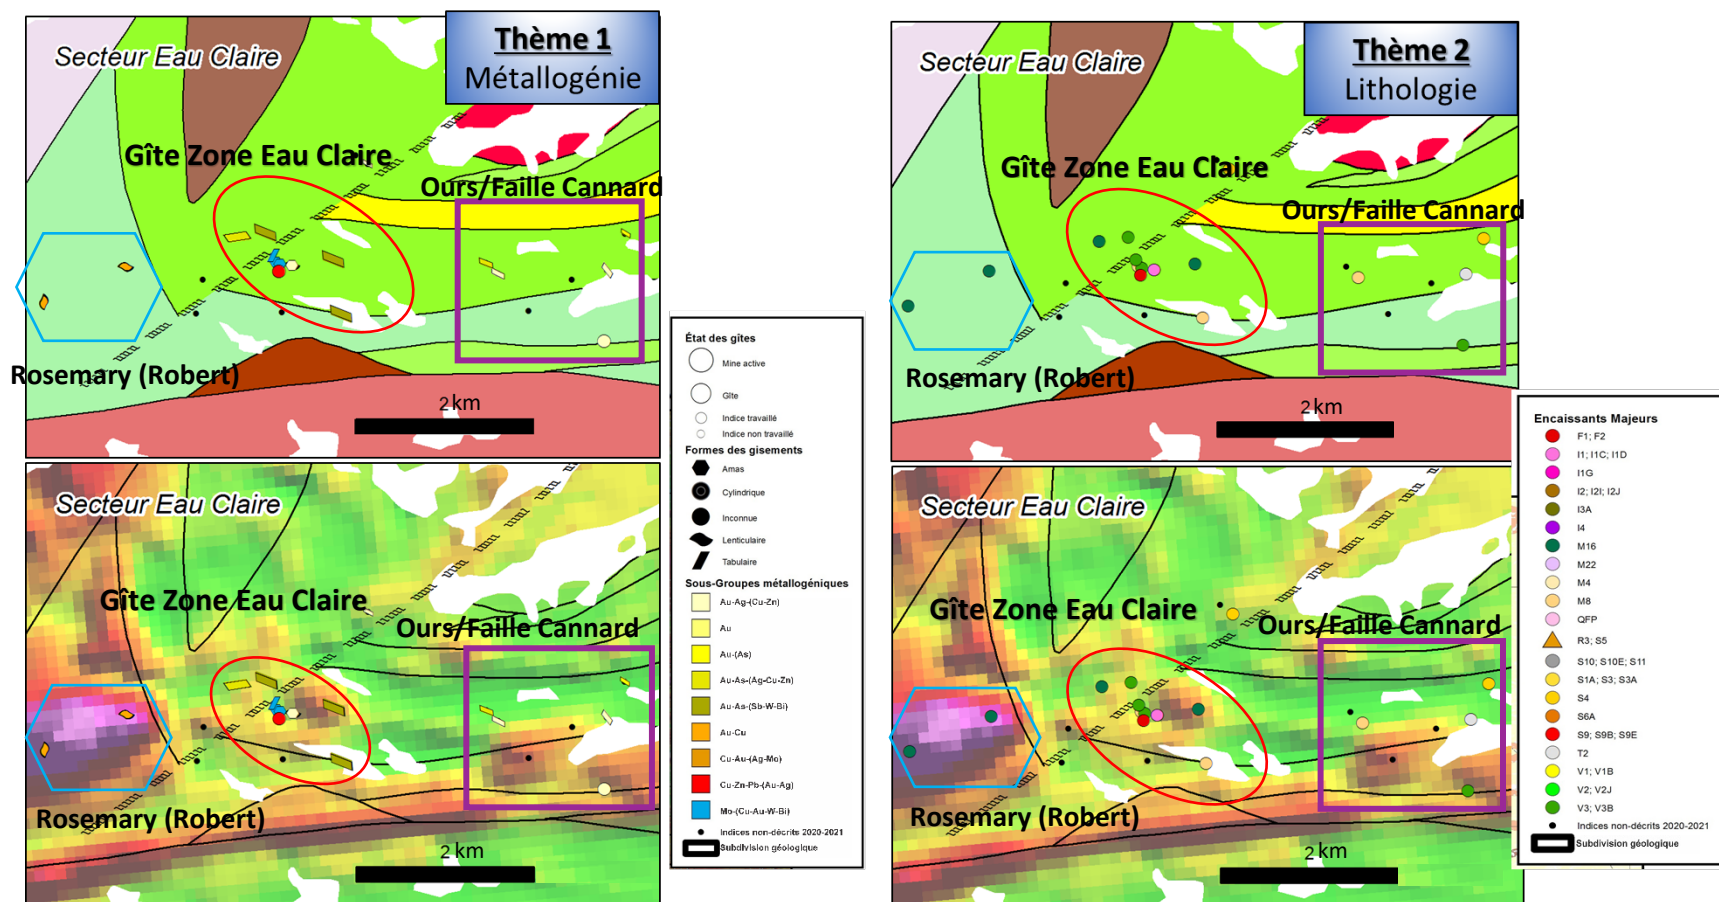 Secteur Eau Claire
Thème 1
Métallogénie
Gîte Zone Eau Claire
Ours/Faille Cannard
Rosemary (Robert)
2 km
Secteur Eau Claire
Gîte Zone Eau Claire
Ours/Faille Cannard
Rosemary (Robert)
2 km
État des gîtes
Mine active
Gîte
Indice travaillé
Indice non travaillé
Formes des gisements
Amas
Cylindrique
Inconnue
Lenticulaire
Tabulaire
Sous-Groupes métallogéniques
Au-Ag-(Cu-Zn)
Au
Au-(As)
Au-As-(Ag-Cu-Zn)
Au-As-(Sb-W-Bi)
Au-Cu
Cu-Au-(Ag-Mo)
Cu-Zn-Pb-(Au-Ag)
Mo-(Cu-Au-W-Bi)
Indices non-décrits 2020-2021
Subdivision géologique
Secteur Eau Claire
Thème 2
Lithologie
Gîte Zone Eau Claire
Ours/Faille Cannard
Rosemary (Robert)
2 km
Secteur Eau Claire
Gîte Zone Eau Claire
Ours/Faille Cannard
Rosemary (Robert)
2 km
Encaissants Majeurs
F1; F2
I1; I1C; I1D
I1G
I2; I2I; I2J
I3A
I4
M16
M22
M4
M8
QFP
R3; S5
S10; S10E; S11
S1A; S3; S3A
S4
S6A
S9; S9B; S9E
T2
V1; V1B
V2; V2J
V3; V3B
Indices non-décrits 2020-2021
Subdivision géologique